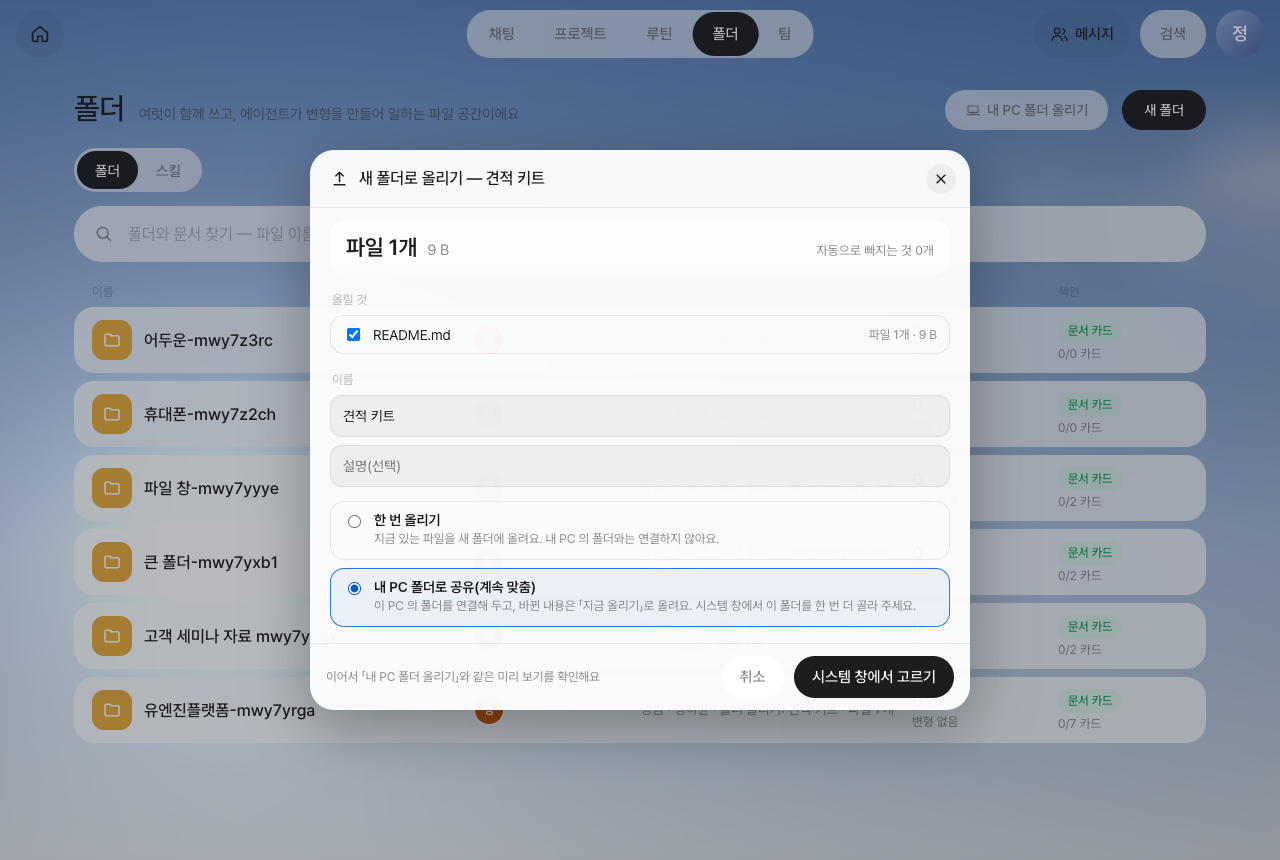 채팅
프로젝트
루틴
폴더
팀
메시지
검색
정
폴더
여럿이 함께 쓰고, 에이전트가 변형을 만들어 일하는 파일 공간이에요
내 PC 폴더 올리기
새 폴더
폴더
스킬
폴더와 문서 찾기 — 파일 이름
이름
색인
어두운-mwy7z3rc
문서 카드
0/0 카드
휴대폰-mwy7z2ch
문서 카드
0/0 카드
파일 창-mwy7yyye
문서 카드
0/2 카드
큰 폴더-mwy7yxb1
문서 카드
0/2 카드
고객 세미나 자료 mwy7y
문서 카드
0/2 카드
유엔진플랫폼-mwy7yrga
변형 없음
문서 카드
0/7 카드
새 폴더로 올리기 — 견적 키트
파일 1개 9 B
자동으로 빠지는 것 0개
올릴 것
README.md
파일 1개 · 9 B
이름
견적 키트
설명(선택)
한 번 올리기
지금 있는 파일을 새 폴더에 올려요. 내 PC 의 폴더와는 연결하지 않아요.
내 PC 폴더로 공유(계속 맞춤)
이 PC 의 폴더를 연결해 두고, 바뀐 내용은 「지금 올리기」로 올려요. 시스템 창에서 이 폴더를 한 번 더 골라 주세요.
이어서 「내 PC 폴더 올리기」와 같은 미리 보기를 확인해요
취소
시스템 창에서 고르기